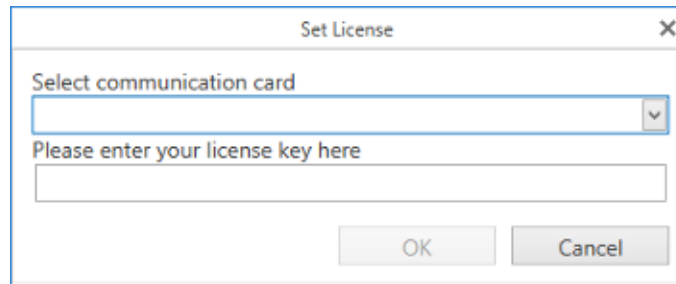 Set License
Select communication card
Please enter your license key here
OK
Cancel